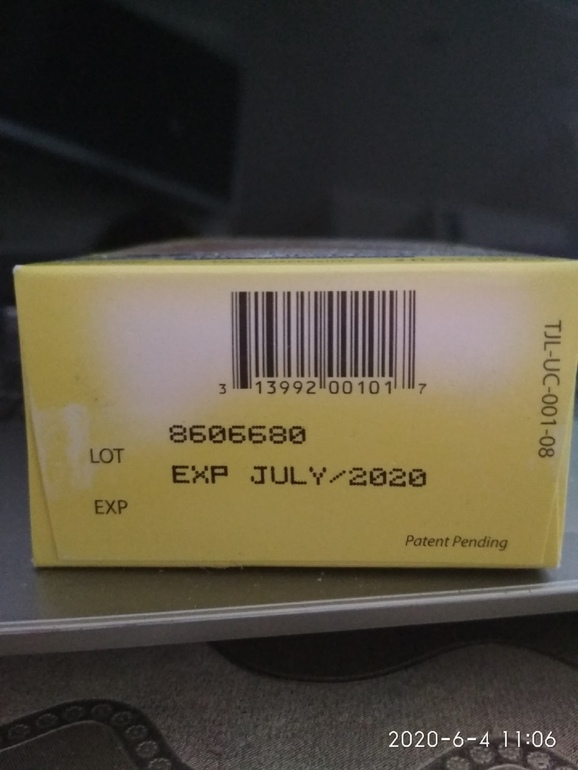 3 13992 00101 7
TJL-UC-001-08
8606680
LOT
EXP JULY/2020
EXP
Patent Pending
2020-6-4 11:06